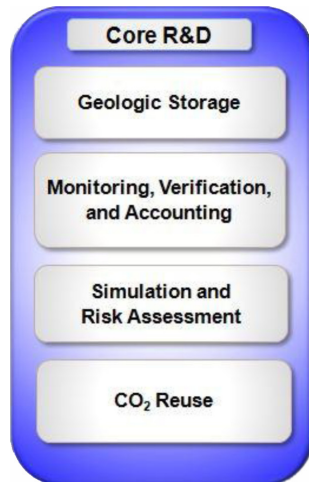 Core R&D
Geologic Storage
Monitoring, Verification,
and Accounting
Simulation and
Risk Assessment
CO₂ Reuse